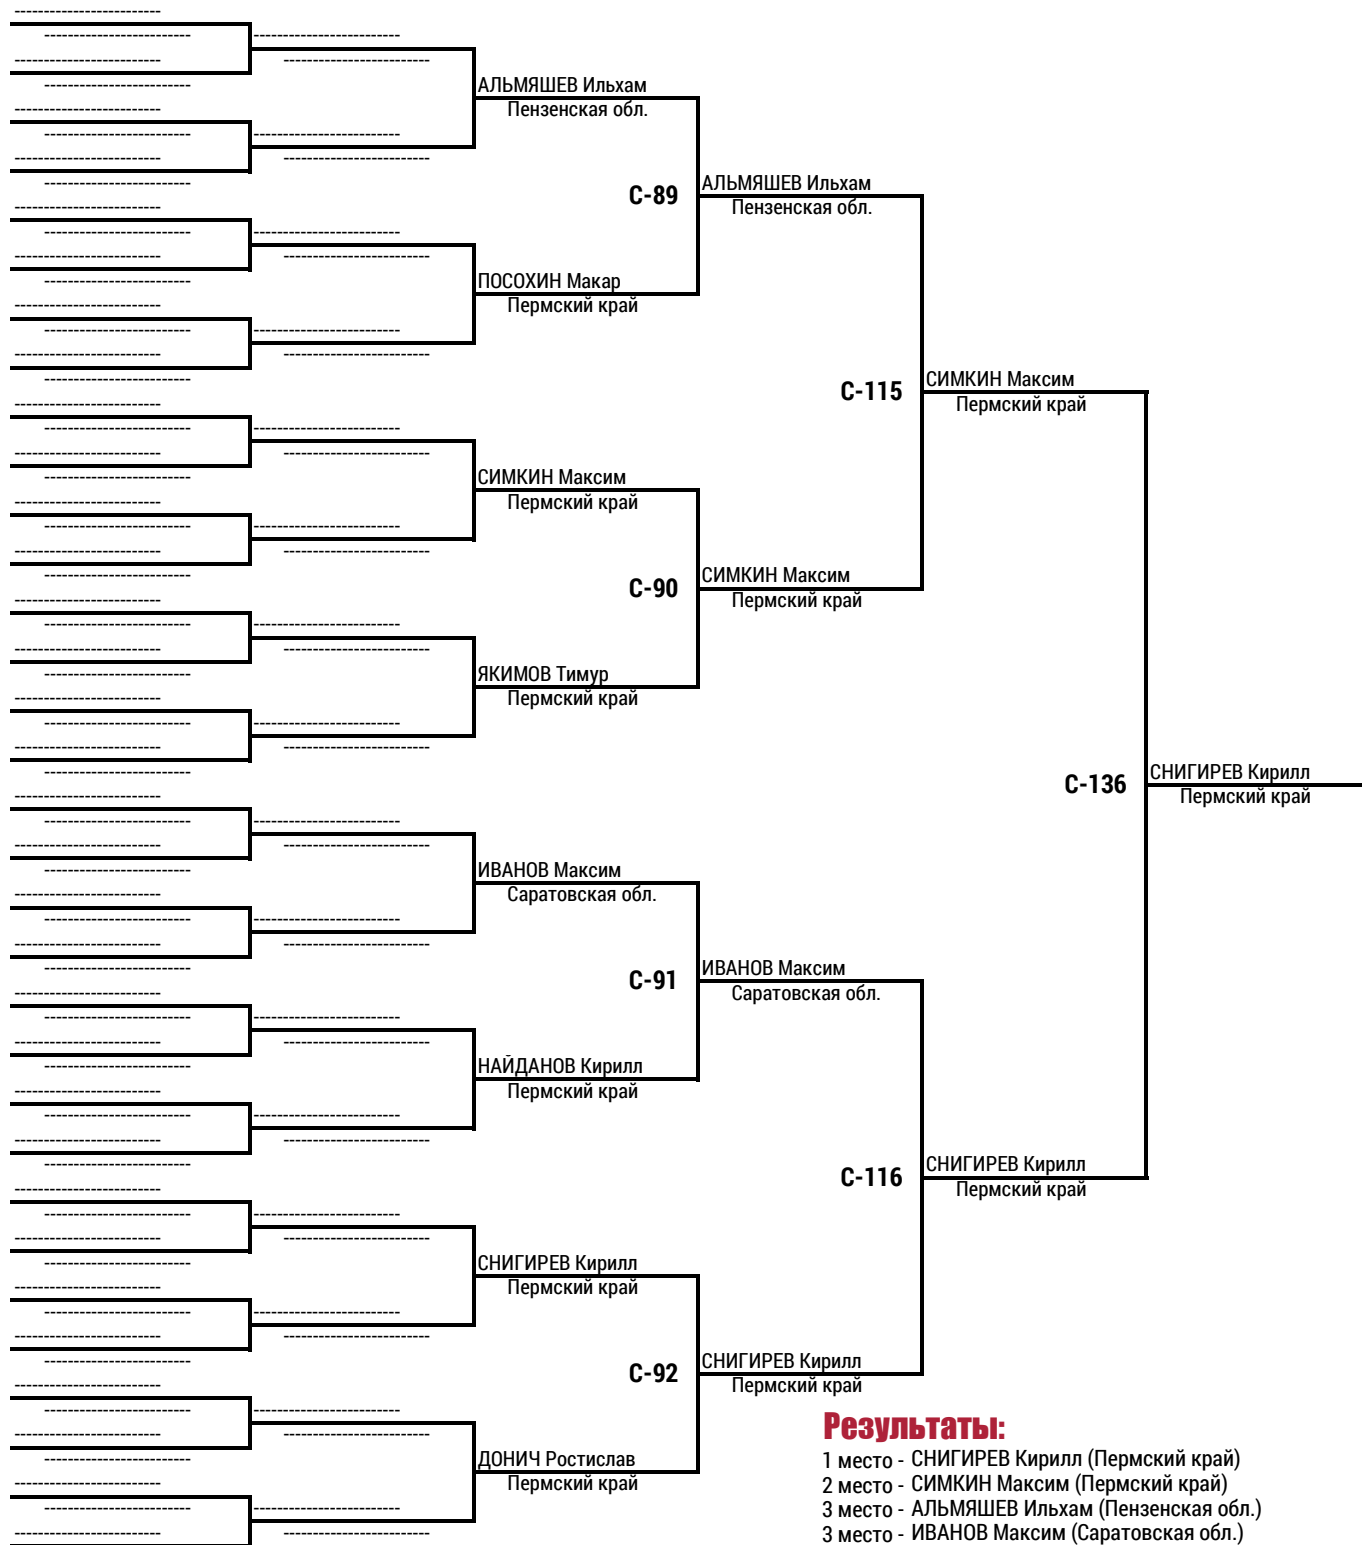 АЛЬМЯШЕВ Ильхам
Пензенская обл.
С-89
АЛЬМЯШЕВ Ильхам
Пензенская обл.
ПОСОХИН Макар
Пермский край
С-115
СИМКИН Максим
Пермский край
СИМКИН Максим
Пермский край
С-90
СИМКИН Максим
Пермский край
ЯКИМОВ Тимур
Пермский край
С-136
СНИГИРЕВ Кирилл
Пермский край
ИВАНОВ Максим
Саратовская обл.
С-91
ИВАНОВ Максим
Саратовская обл.
НАЙДАНОВ Кирилл
Пермский край
С-116
СНИГИРЕВ Кирилл
Пермский край
СНИГИРЕВ Кирилл
Пермский край
С-92
СНИГИРЕВ Кирилл
Пермский край
ДОНИЧ Ростислав
Пермский край
Результаты:
1 место - СНИГИРЕВ Кирилл (Пермский край)
2 место - СИМКИН Максим (Пермский край)
3 место - АЛЬМЯШЕВ Ильхам (Пензенская обл.)
3 место - ИВАНОВ Максим (Саратовская обл.)